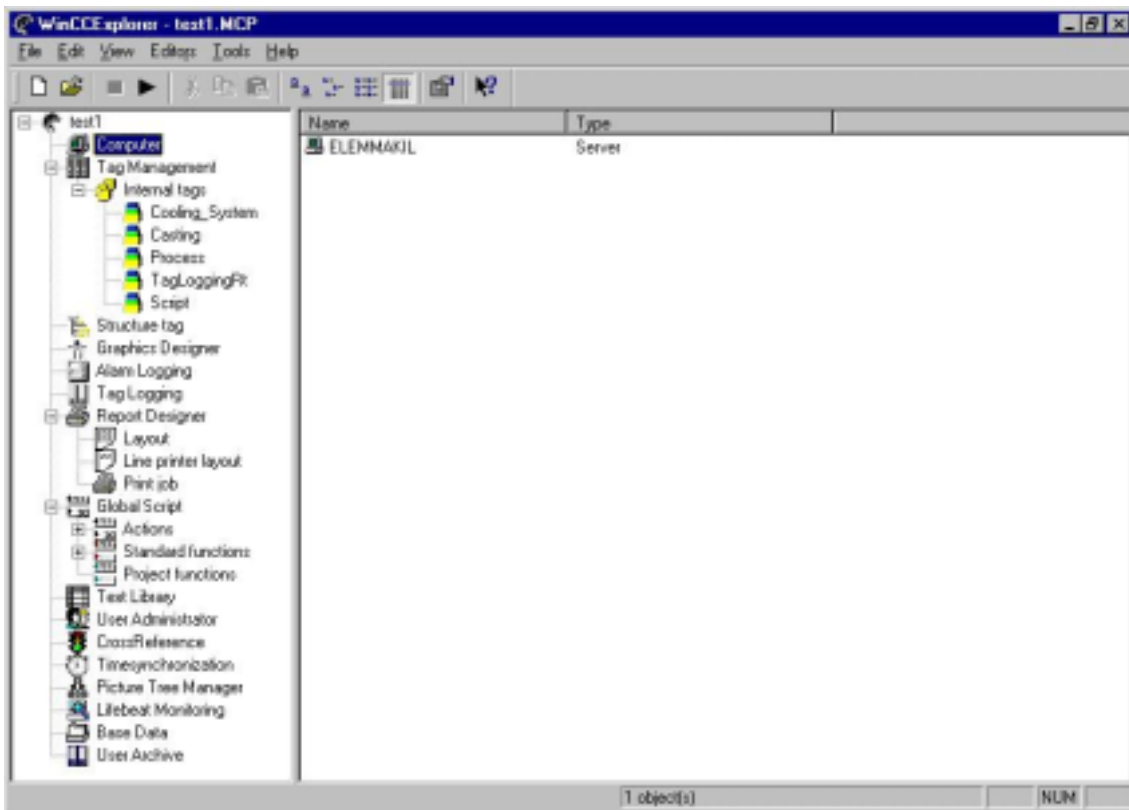 WinCCExplorer - test1.MCP
File Edit View Editors Tools Help
test1
Computer
Tag Management
Internal tags
Cooling_System
Casting
Process
TagLoggingRt
Script
Structure tag
Graphics Designer
Alarm Logging
Tag Logging
Report Designer
Layout
Line printer layout
Print job
Global Script
Actions
Standard functions
Project functions
Text Library
User Administrator
CrossReference
Timesynchronization
Picture Tree Manager
Lifebeat Monitoring
Base Data
User Archive
Name Type
ELEMMAKIL Server
1 object(s) NUM